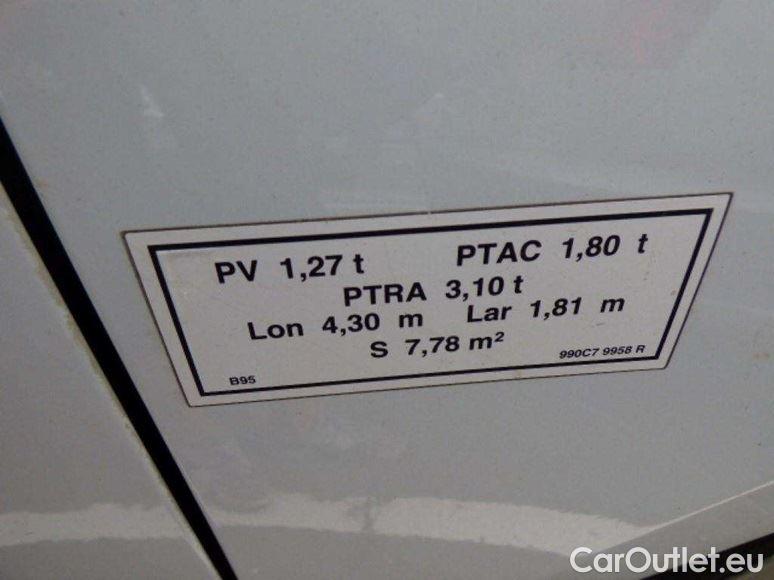 PV 1,27 t PTAC 1,80 t
PTRA 3,10 t
Lon 4,30 m Lar 1,81 m
S 7,78 m²
B95 990C7 9958 R
CarOutlet.eu